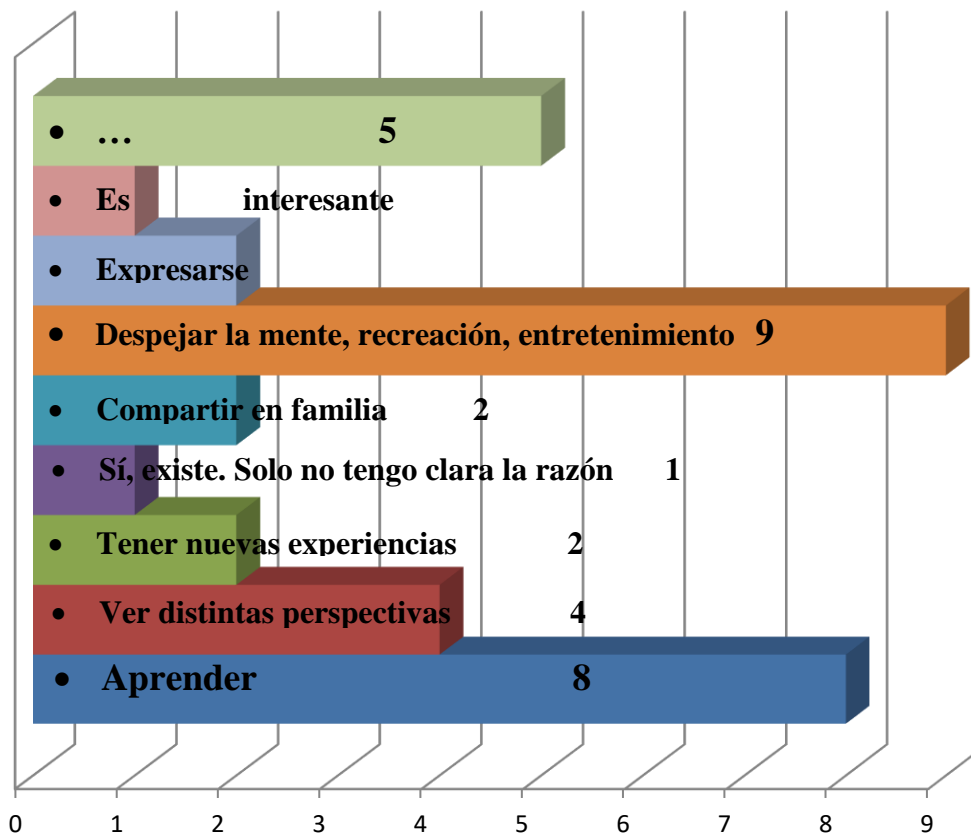 • … 5
• Es interesante
• Expresarse
• Despejar la mente, recreación, entretenimiento 9
• Compartir en familia 2
• Sí, existe. Solo no tengo clara la razón 1
• Tener nuevas experiencias 2
• Ver distintas perspectivas 4
• Aprender 8
0 1 2 3 4 5 6 7 8 9